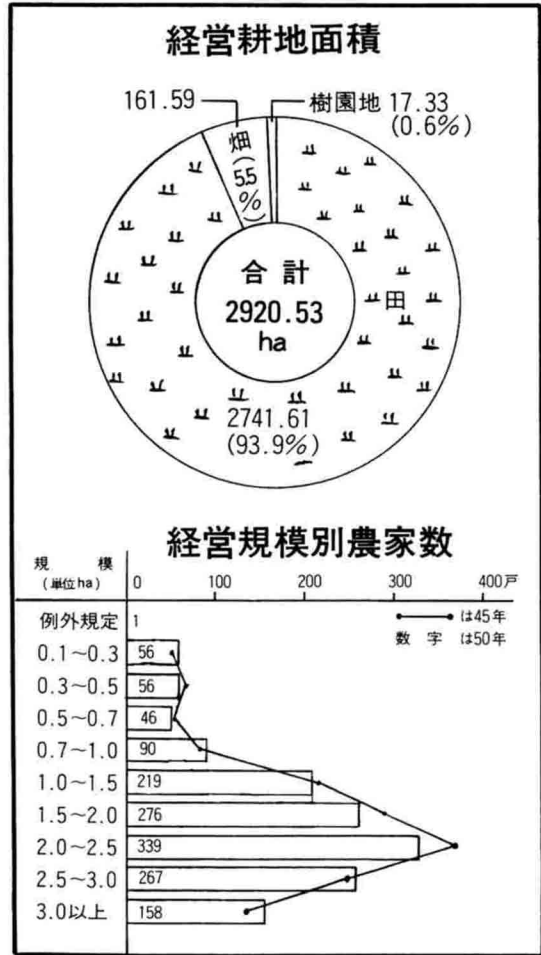 経営耕地面積
161.59
樹園地 17.33
(0.6%)
畑(5.5%)
合計
2920.53
ha
田
2741.61
(93.9%)
経営規模別農家数
規模
(単位ha)
0 100 200 300 400戸
は45年
数字 は50年
例外規定 1
0.1～0.3 56
0.3～0.5 56
0.5～0.7 46
0.7～1.0 90
1.0～1.5 219
1.5～2.0 276
2.0～2.5 339
2.5～3.0 267
3.0以上 158